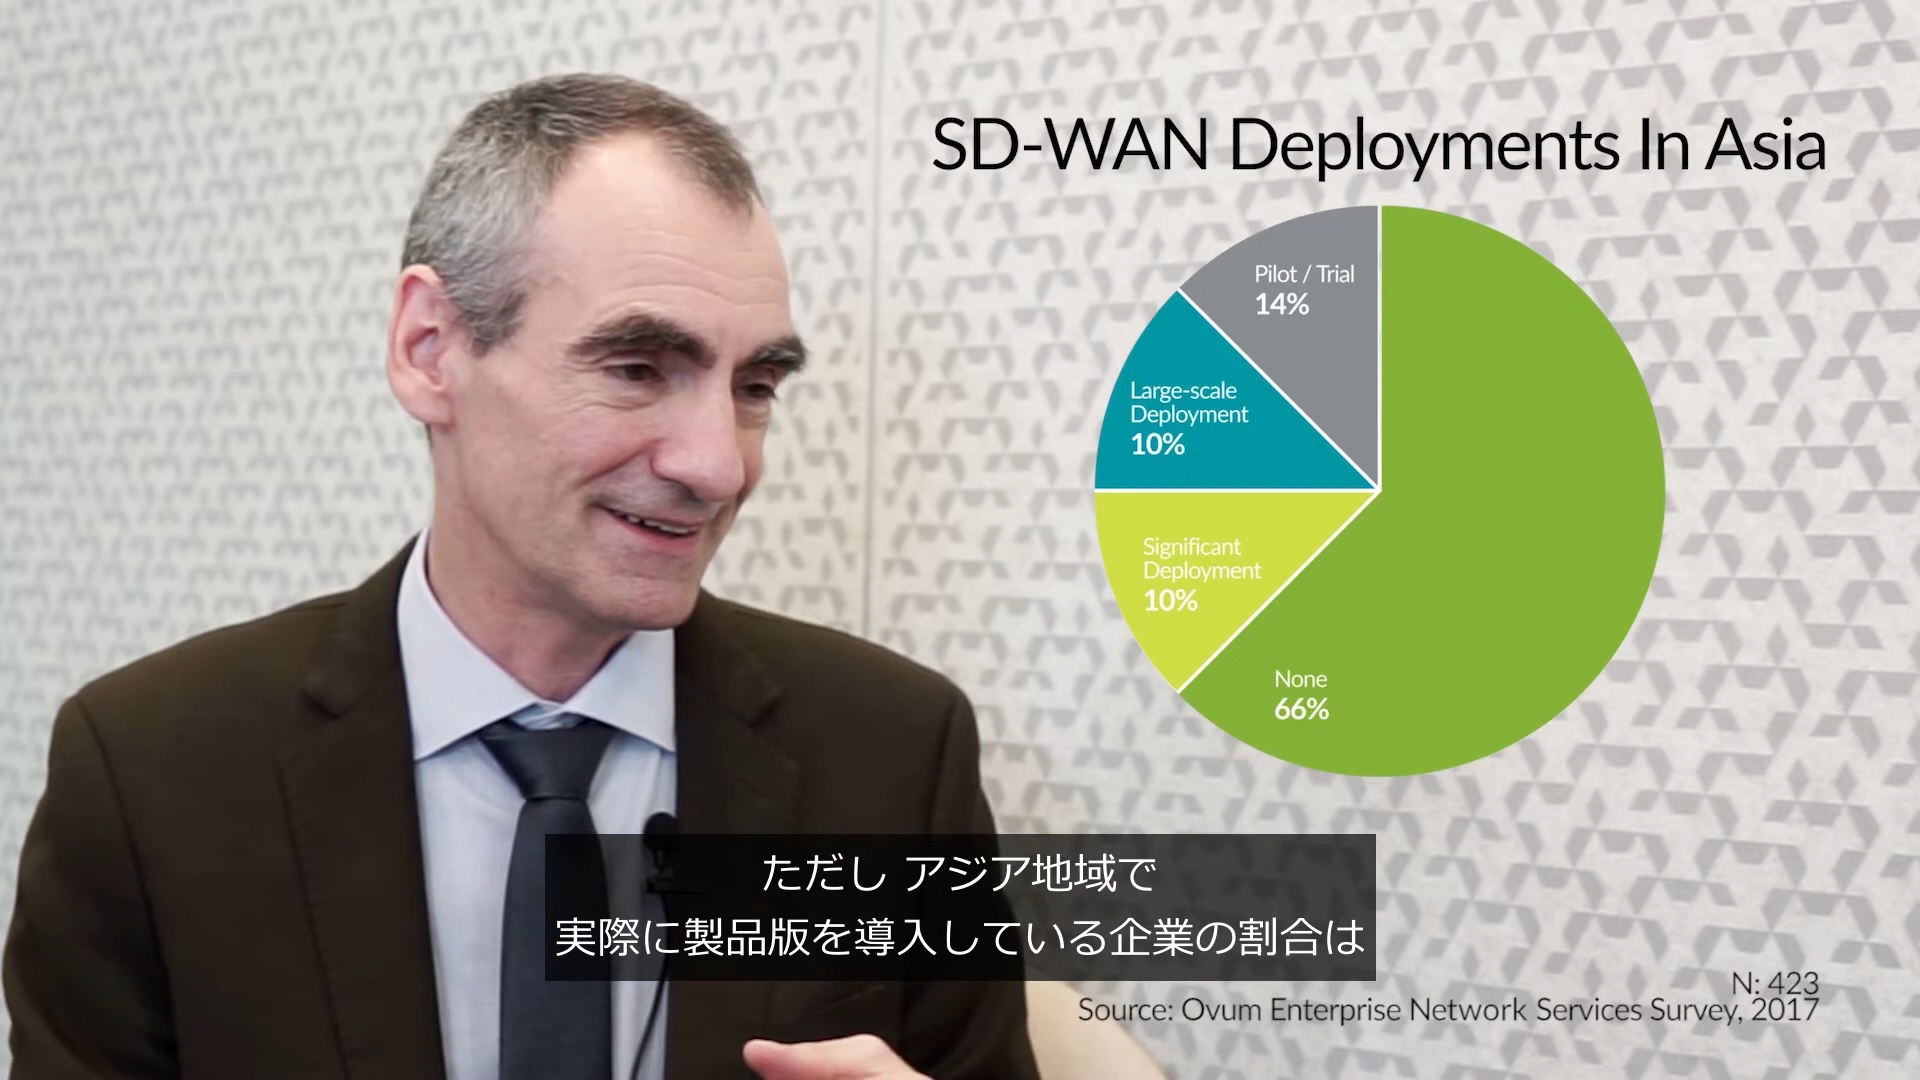 SD-WAN Deployments In Asia
Pilot / Trial
14%
Large-scale
Deployment
10%
Significant
Deployment
10%
None
66%
ただし アジア地域で
実際に製品版を導入している企業の割合は
N: 423
Source: Ovum Enterprise Network Services Survey, 2017